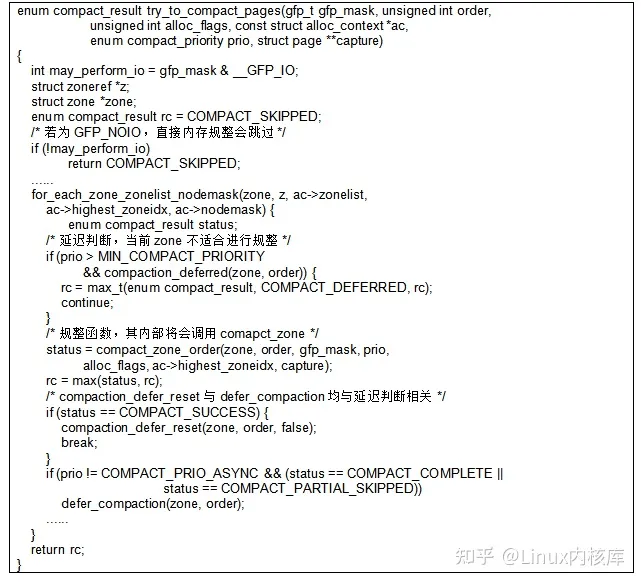 enum compact_result try_to_compact_pages(gfp_t gfp_mask, unsigned int order,
unsigned int alloc_flags, const struct alloc_context *ac,
enum compact_priority prio, struct page **capture)
{
int may_perform_io = gfp_mask & __GFP_IO;
struct zoneref *z;
struct zone *zone;
enum compact_result rc = COMPACT_SKIPPED;
/* 若为 GFP_NOIO，直接内存规整会跳过 */
if (!may_perform_io)
return COMPACT_SKIPPED;
......
for_each_zone_zonelist_nodemask(zone, z, ac->zonelist,
ac->highest_zoneidx, ac->nodemask) {
enum compact_result status;
/* 延迟判断，当前 zone 不适合进行规整 */
if (prio > MIN_COMPACT_PRIORITY
&& compaction_deferred(zone, order)) {
rc = max_t(enum compact_result, COMPACT_DEFERRED, rc);
continue;
}
/* 规整函数，其内部将会调用 comapct_zone */
status = compact_zone_order(zone, order, gfp_mask, prio,
alloc_flags, ac->highest_zoneidx, capture);
rc = max(status, rc);
/* compaction_defer_reset 与 defer_compaction 均与延迟判断相关 */
if (status == COMPACT_SUCCESS) {
compaction_defer_reset(zone, order, false);
break;
}
if (prio != COMPACT_PRIO_ASYNC && (status == COMPACT_COMPLETE ||
status == COMPACT_PARTIAL_SKIPPED))
defer_compaction(zone, order);
......
}
return rc;
}
知乎 @Linux内核库